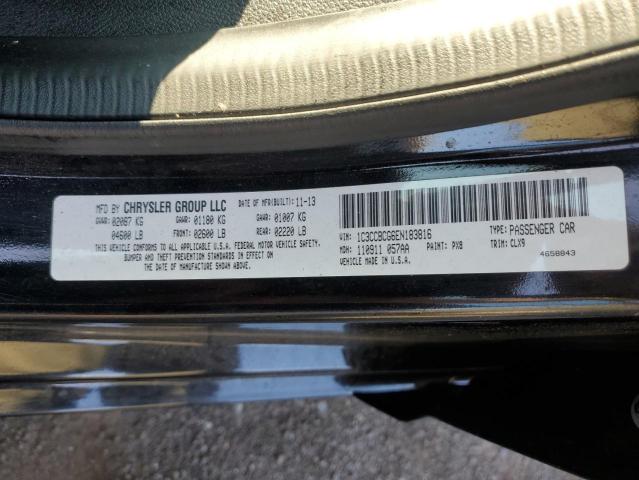 MFD BY CHRYSLER GROUP LLC DATE OF MFR(BUILT): 11-13
GVWR: 02087 KG GAWR: 01180 KG GAWR: 01007 KG
04600 LB FRONT: 02600 LB REAR: 02220 LB
THIS VEHICLE CONFORMS TO ALL APPLICABLE U.S.A. FEDERAL MOTOR VEHICLE SAFETY,
BUMPER AND THEFT PREVENTION STANDARDS IN EFFECT ON
THE DATE OF MANUFACTURE SHOWN ABOVE.
VIN: 1C3CCBCG6EN183816 TYPE: PASSENGER CAR
MDH: 110911 057AA PAINT: PX8 TRIM: CLX9
VEHICLE MADE IN U.S.A. 4658843